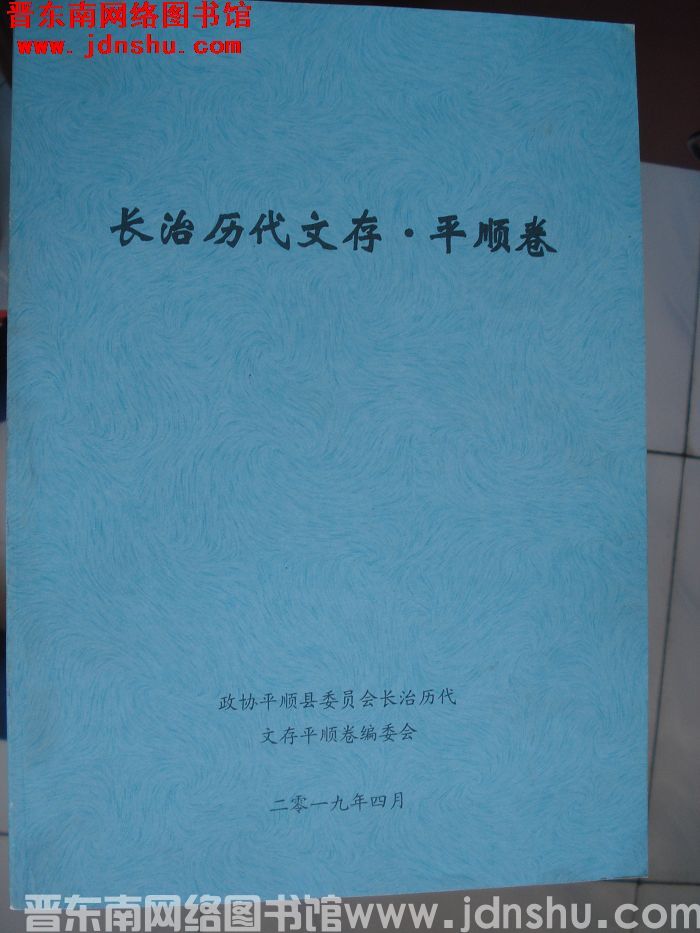 晋东南网络图书馆
www.jdnshu.com
长治历代文存·平顺卷
政协平顺县委员会长治历代
文存平顺卷编委会
二零一九年四月
晋东南网络图书馆www.jdnshu.com